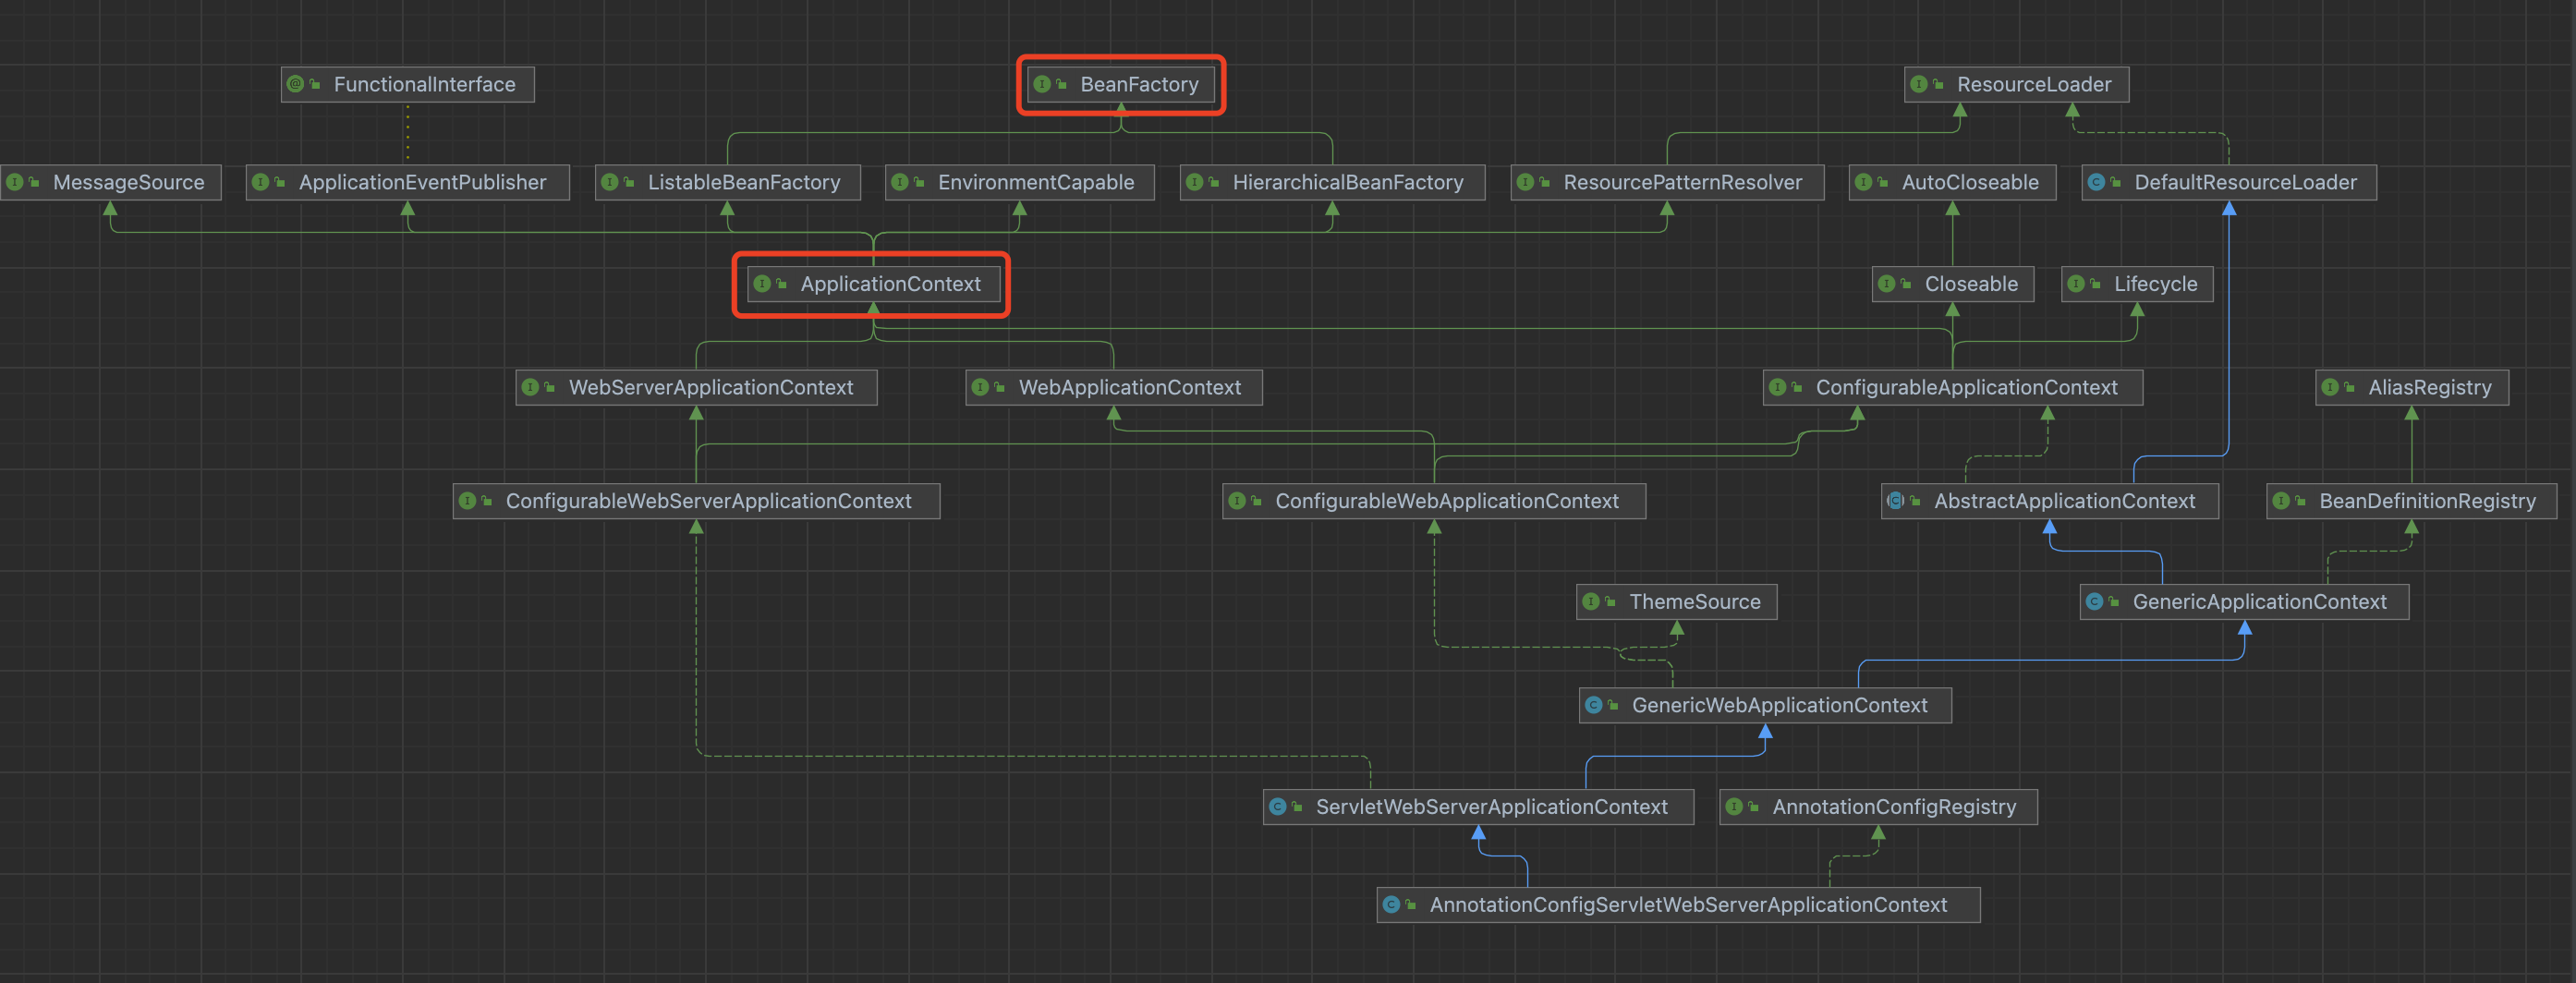 FunctionalInterface
BeanFactory
ResourceLoader
MessageSource
ApplicationEventPublisher
ListableBeanFactory
EnvironmentCapable
HierarchicalBeanFactory
ResourcePatternResolver
AutoCloseable
DefaultResourceLoader
ApplicationContext
Closeable
Lifecycle
WebServerApplicationContext
WebApplicationContext
ConfigurableApplicationContext
AliasRegistry
ConfigurableWebServerApplicationContext
ConfigurableWebApplicationContext
AbstractApplicationContext
BeanDefinitionRegistry
ThemeSource
GenericApplicationContext
GenericWebApplicationContext
ServletWebServerApplicationContext
AnnotationConfigRegistry
AnnotationConfigServletWebServerApplicationContext